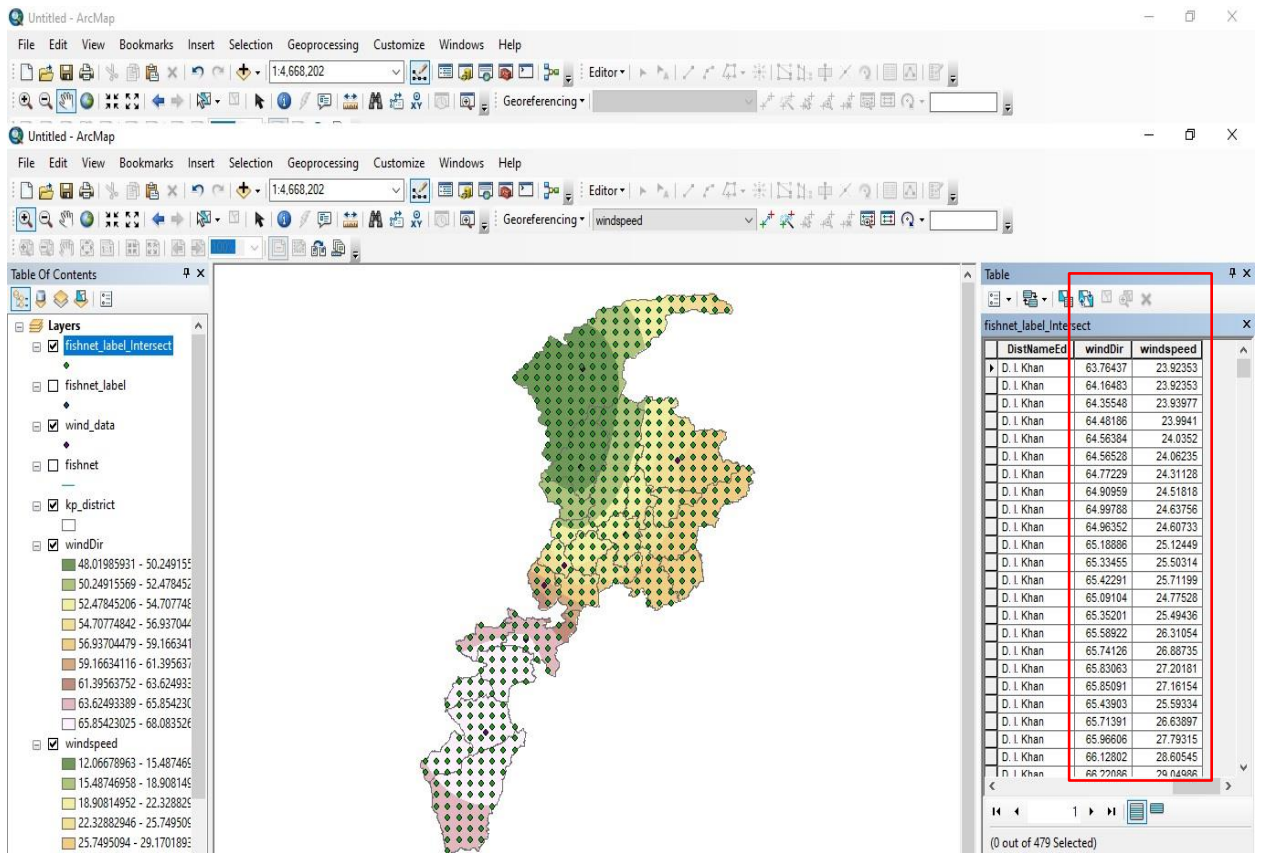 Untitled - ArcMap
File Edit View Bookmarks Insert Selection Geoprocessing Customize Windows Help
1:4,668,202 Editor
Georeferencing
Untitled - ArcMap
File Edit View Bookmarks Insert Selection Geoprocessing Customize Windows Help
1:4,668,202 Editor
Georeferencing windspeed
100%
Table Of Contents
Layers
fishnet_label_Intersect
fishnet_label
wind_data
fishnet
kp_district
windDir
48.01985931 - 50.249155
50.24915569 - 52.478452
52.47845206 - 54.707748
54.70774842 - 56.937044
56.93704479 - 59.166341
59.16634116 - 61.395637
61.39563752 - 63.624933
63.62493389 - 65.854230
65.85423025 - 68.083526
windspeed
12.06678963 - 15.487469
15.48746958 - 18.908149
18.90814952 - 22.328829
22.32882946 - 25.749509
25.7495094 - 29.1701893
Table
fishnet_label_Intersect
DistNameEd windDir windspeed
D. I. Khan 63.76437 23.92353
D. I. Khan 64.16483 23.92353
D. I. Khan 64.35548 23.93977
D. I. Khan 64.48186 23.9941
D. I. Khan 64.56384 24.0352
D. I. Khan 64.56528 24.06235
D. I. Khan 64.77229 24.31128
D. I. Khan 64.90959 24.51818
D. I. Khan 64.99788 24.63756
D. I. Khan 64.96352 24.60733
D. I. Khan 65.18886 25.12449
D. I. Khan 65.33455 25.50314
D. I. Khan 65.42291 25.71199
D. I. Khan 65.09104 24.77528
D. I. Khan 65.35201 25.49436
D. I. Khan 65.58922 26.31054
D. I. Khan 65.74126 26.88735
D. I. Khan 65.83063 27.20181
D. I. Khan 65.85091 27.16154
D. I. Khan 65.43903 25.59334
D. I. Khan 65.71391 26.63897
D. I. Khan 65.96606 27.79315
D. I. Khan 66.12802 28.60545
D. I. Khan 66.22086 29.04986
1
(0 out of 479 Selected)